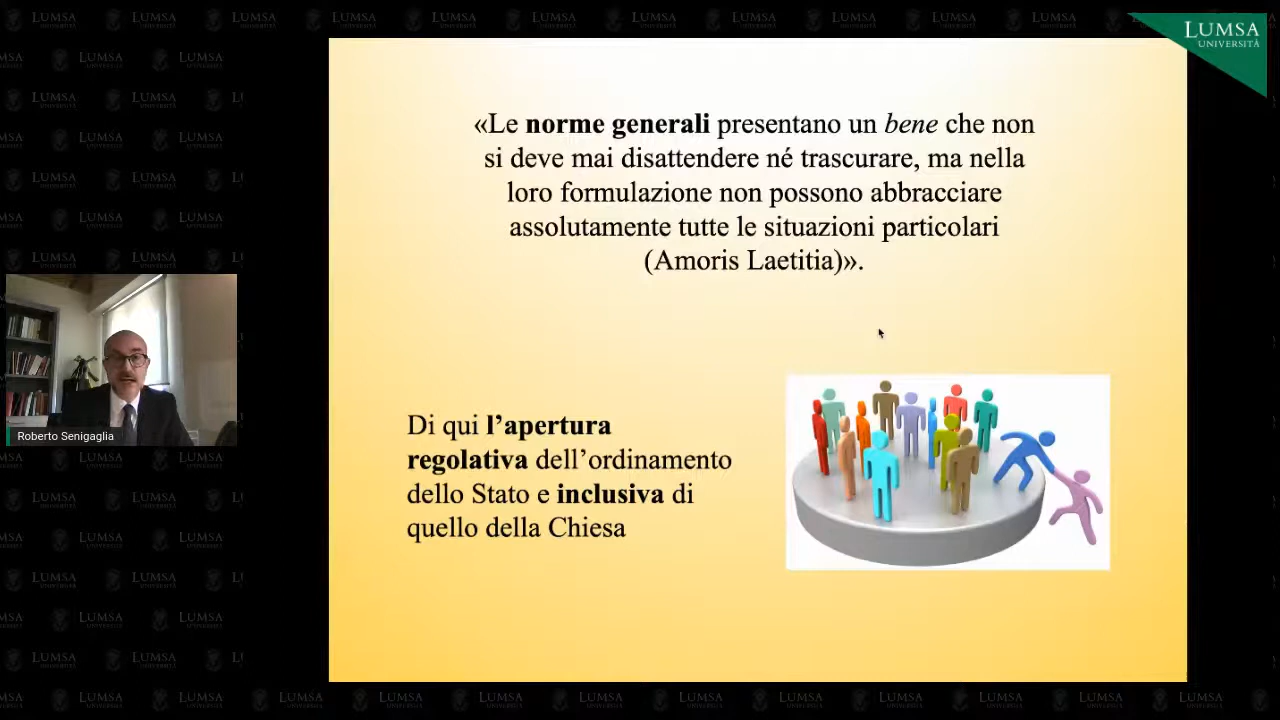 LUMSA
UNIVERSITÀ
«Le norme generali presentano un bene che non
si deve mai disattendere né trascurare, ma nella
loro formulazione non possono abbracciare
assolutamente tutte le situazioni particolari
(Amoris Laetitia)».
Di qui l’apertura
regolativa dell’ordinamento
dello Stato e inclusiva di
quello della Chiesa
Roberto Senigaglia